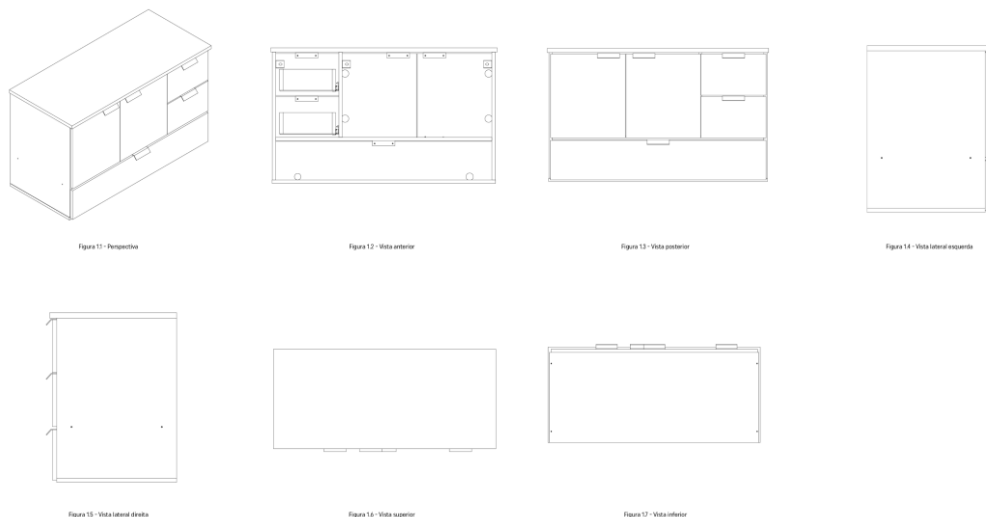 Figura 1.1 - Perspectiva
Figura 1.2 - Vista anterior
Figura 1.3 - Vista posterior
Figura 1.4 - Vista lateral esquerda
Figura 1.5 - Vista lateral direita
Figura 1.6 - Vista superior
Figura 1.7 - Vista inferior